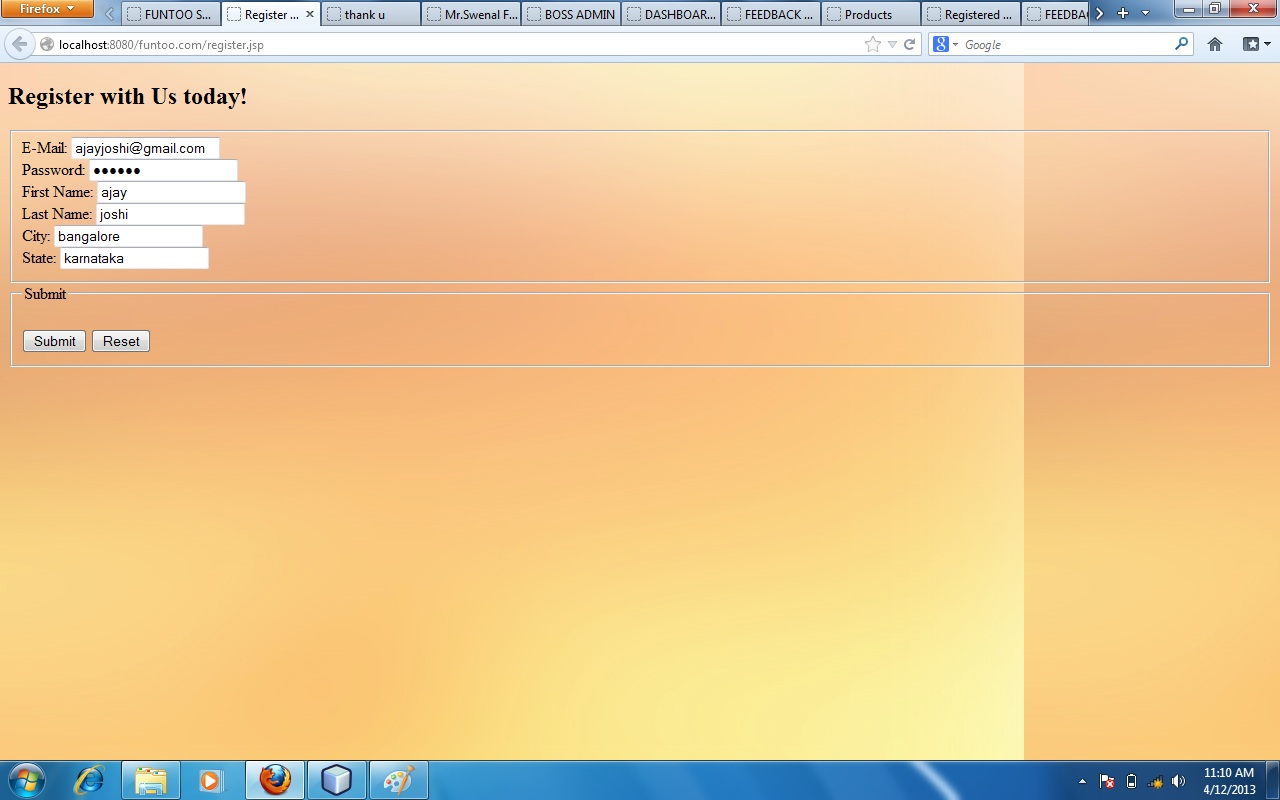 Firefox
FUNTOO S...
Register ...
thank u
Mr.Swenal F...
BOSS ADMIN
DASHBOAR...
FEEDBACK ...
Products
Registered ...
FEEDBA
localhost:8080/funtoo.com/register.jsp
Google
Register with Us today!
E-Mail: ajayjoshi@gmail.com
Password: ●●●●●●
First Name: ajay
Last Name: joshi
City: bangalore
State: karnataka
Submit
Submit Reset
11:10 AM
4/12/2013